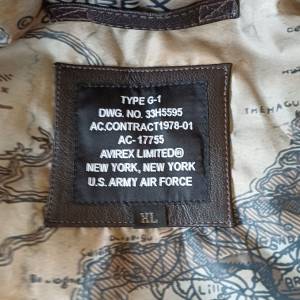 TYPE G-1
DWG. NO. 33H5595
AC.CONTRACT1978-01
AC-17755
AVIREX LIMITED®
NEW YORK, NEW YORK
U.S. ARMY AIR FORCE
XL
Lill